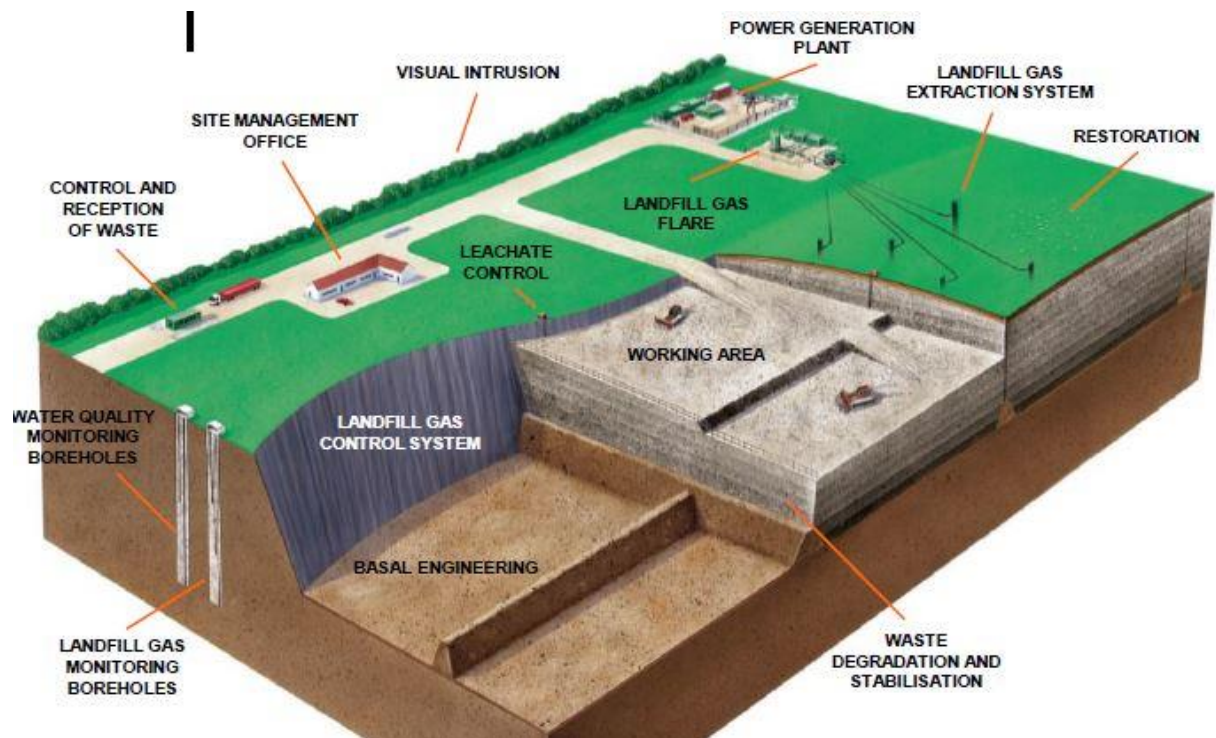 POWER GENERATION
PLANT
VISUAL INTRUSION
LANDFILL GAS
EXTRACTION SYSTEM
SITE MANAGEMENT
OFFICE
RESTORATION
CONTROL AND
RECEPTION
OF WASTE
LANDFILL GAS
FLARE
LEACHATE
CONTROL
WORKING AREA
WATER QUALITY
MONITORING
BOREHOLES
LANDFILL GAS
CONTROL SYSTEM
BASAL ENGINEERING
LANDFILL GAS
MONITORING
BOREHOLES
WASTE
DEGRADATION AND
STABILISATION